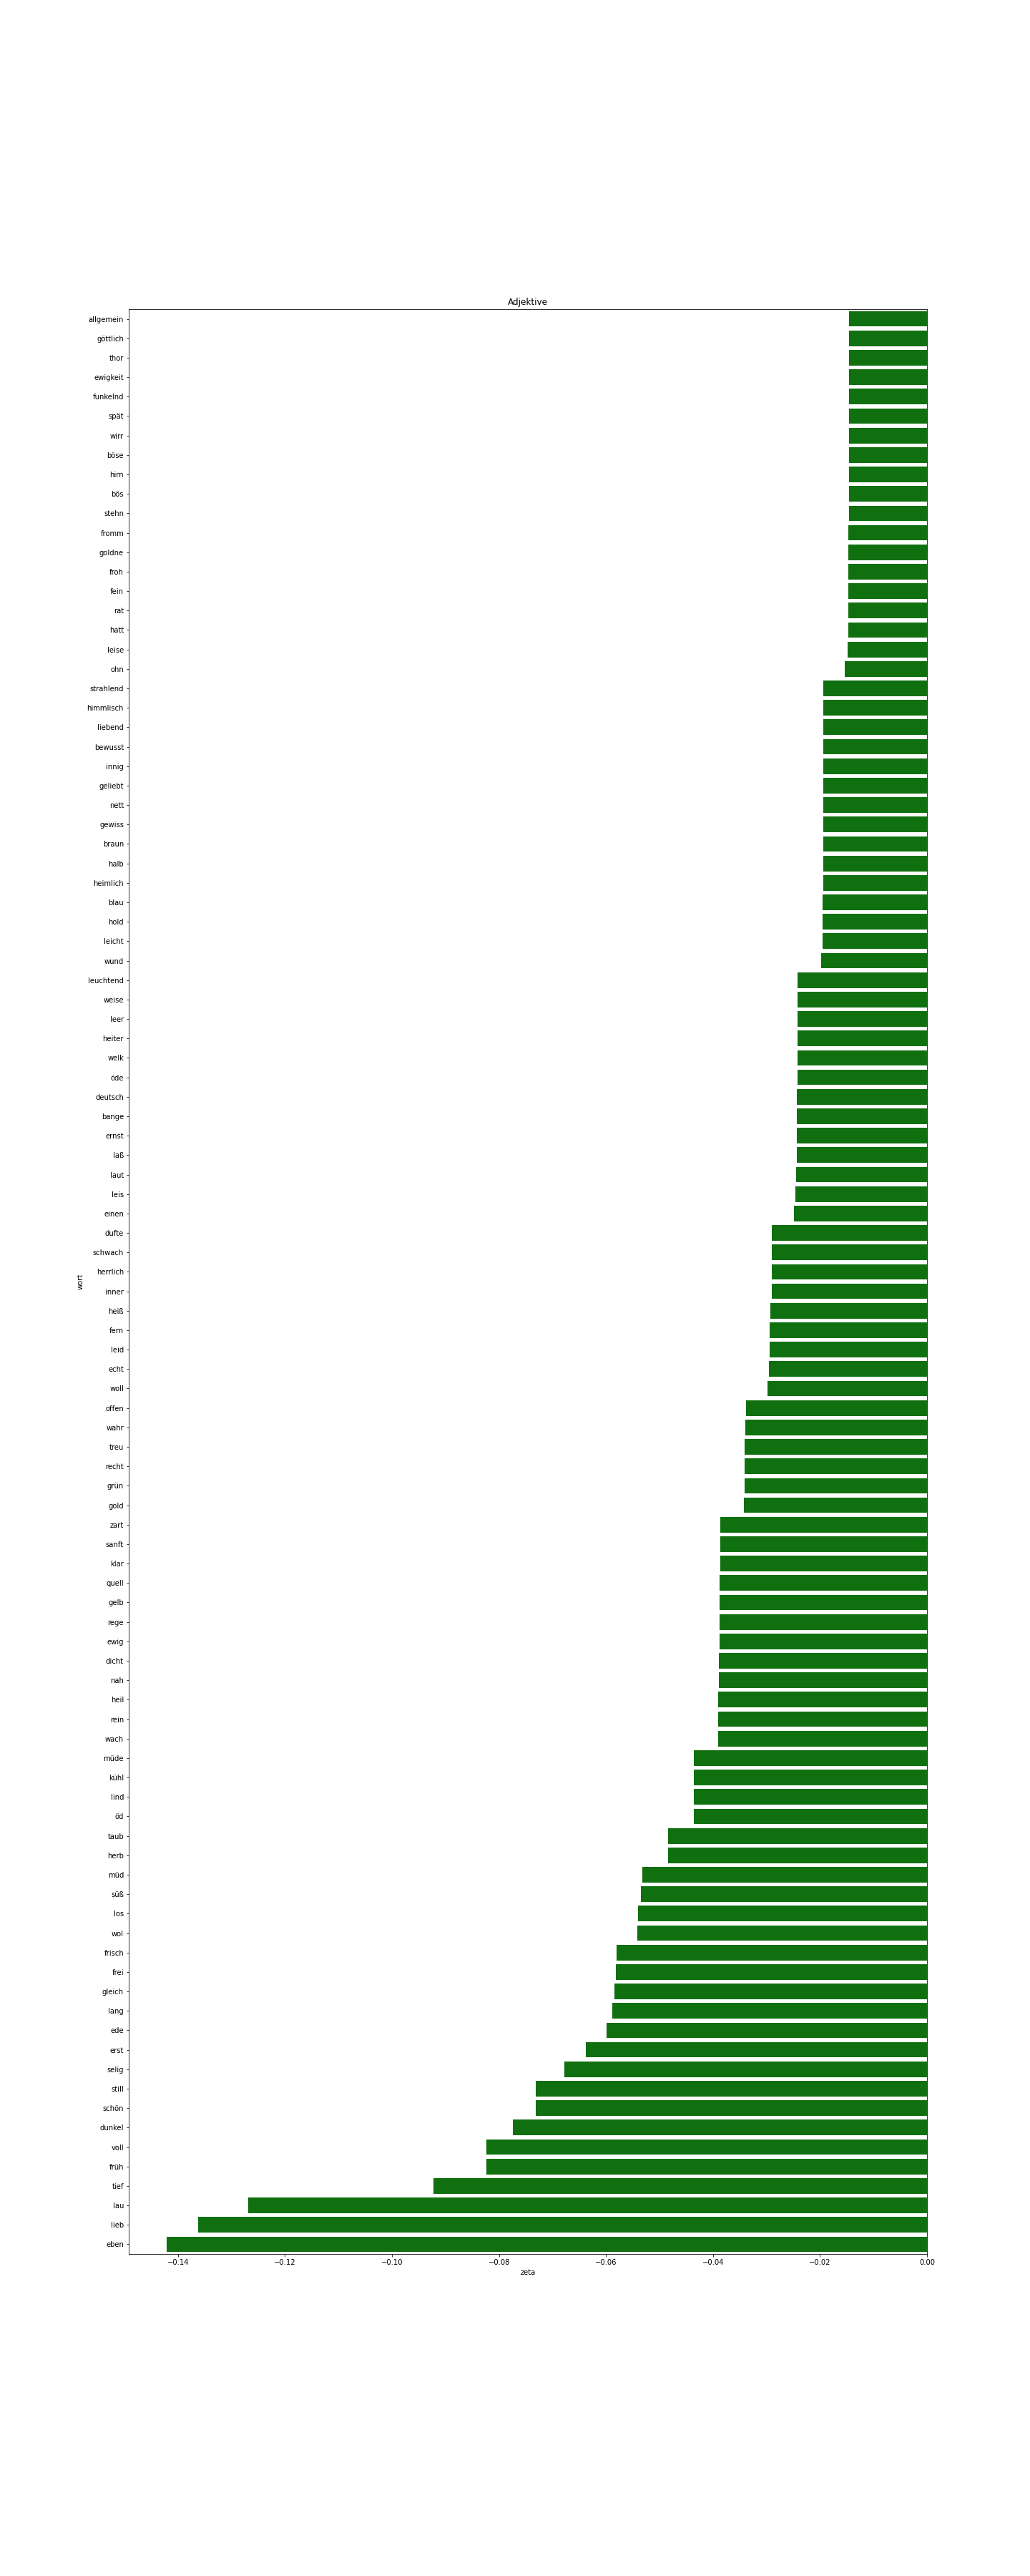 Adjektive
allgemein
göttlich
thor
ewigkeit
funkelnd
spät
wirr
böse
hirn
bös
stehn
fromm
goldne
froh
fein
rat
hatt
leise
ohn
strahlend
himmlisch
liebend
bewusst
innig
geliebt
nett
gewiss
braun
halb
heimlich
blau
hold
leicht
wund
leuchtend
weise
leer
heiter
welk
öde
deutsch
bange
ernst
laß
laut
leis
einen
dufte
schwach
herrlich
inner
heiß
fern
leid
echt
woll
offen
wahr
treu
recht
grün
gold
zart
sanft
klar
quell
gelb
rege
ewig
dicht
nah
heil
rein
wach
müde
kühl
lind
öd
taub
herb
müd
süß
los
wol
frisch
frei
gleich
lang
ede
erst
selig
still
schön
dunkel
voll
früh
tief
lau
lieb
eben
wort
−0.14 −0.12 −0.10 −0.08 −0.06 −0.04 −0.02 0.00
zeta